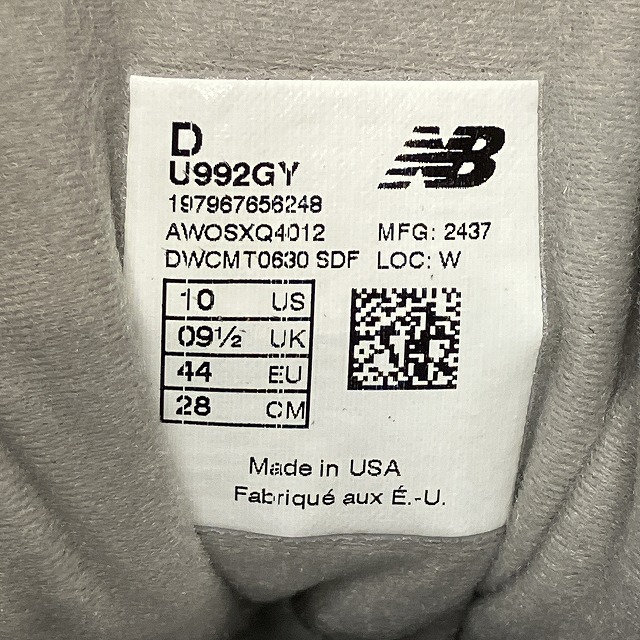 D
NB
U992GY
197967656248
AWOSXQ4012 MFG: 2437
DWCMT0630 SDF LOC: W
10 US
09½ UK
44 EU
28 CM
Made in USA
Fabriqué aux É.-U.